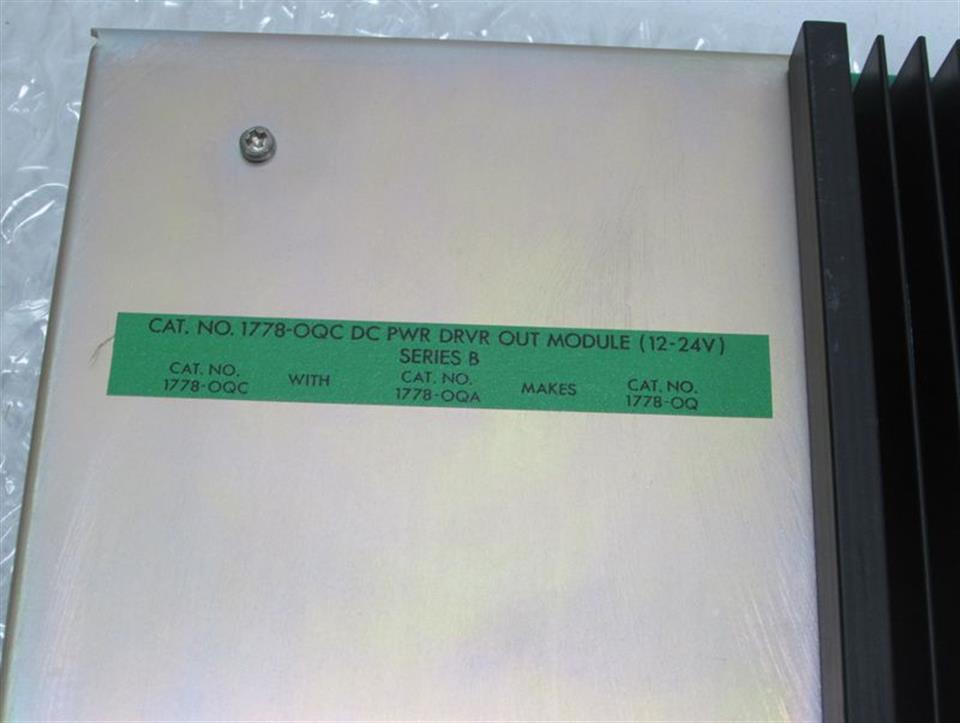 CAT. NO. 1778-OQC DC PWR DRVR OUT MODULE (12-24V)
SERIES B
CAT. NO. CAT. NO. CAT. NO.
1778-OQC WITH 1778-OQA MAKES 1778-OQ